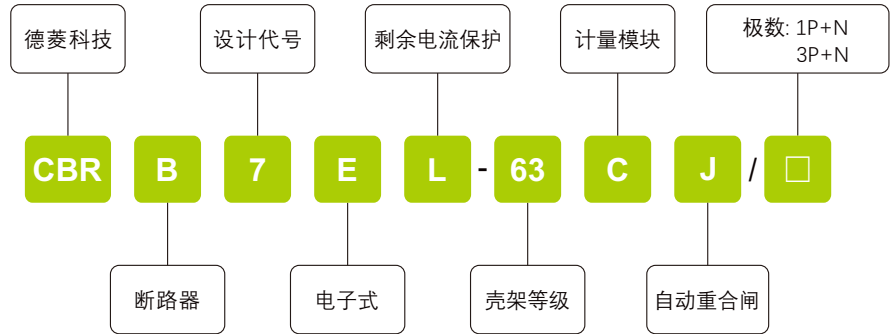 德菱科技
设计代号
剩余电流保护
计量模块
极数: 1P+N
3P+N
CBR B 7 E L - 63 C J / □
断路器
电子式
壳架等级
自动重合闸